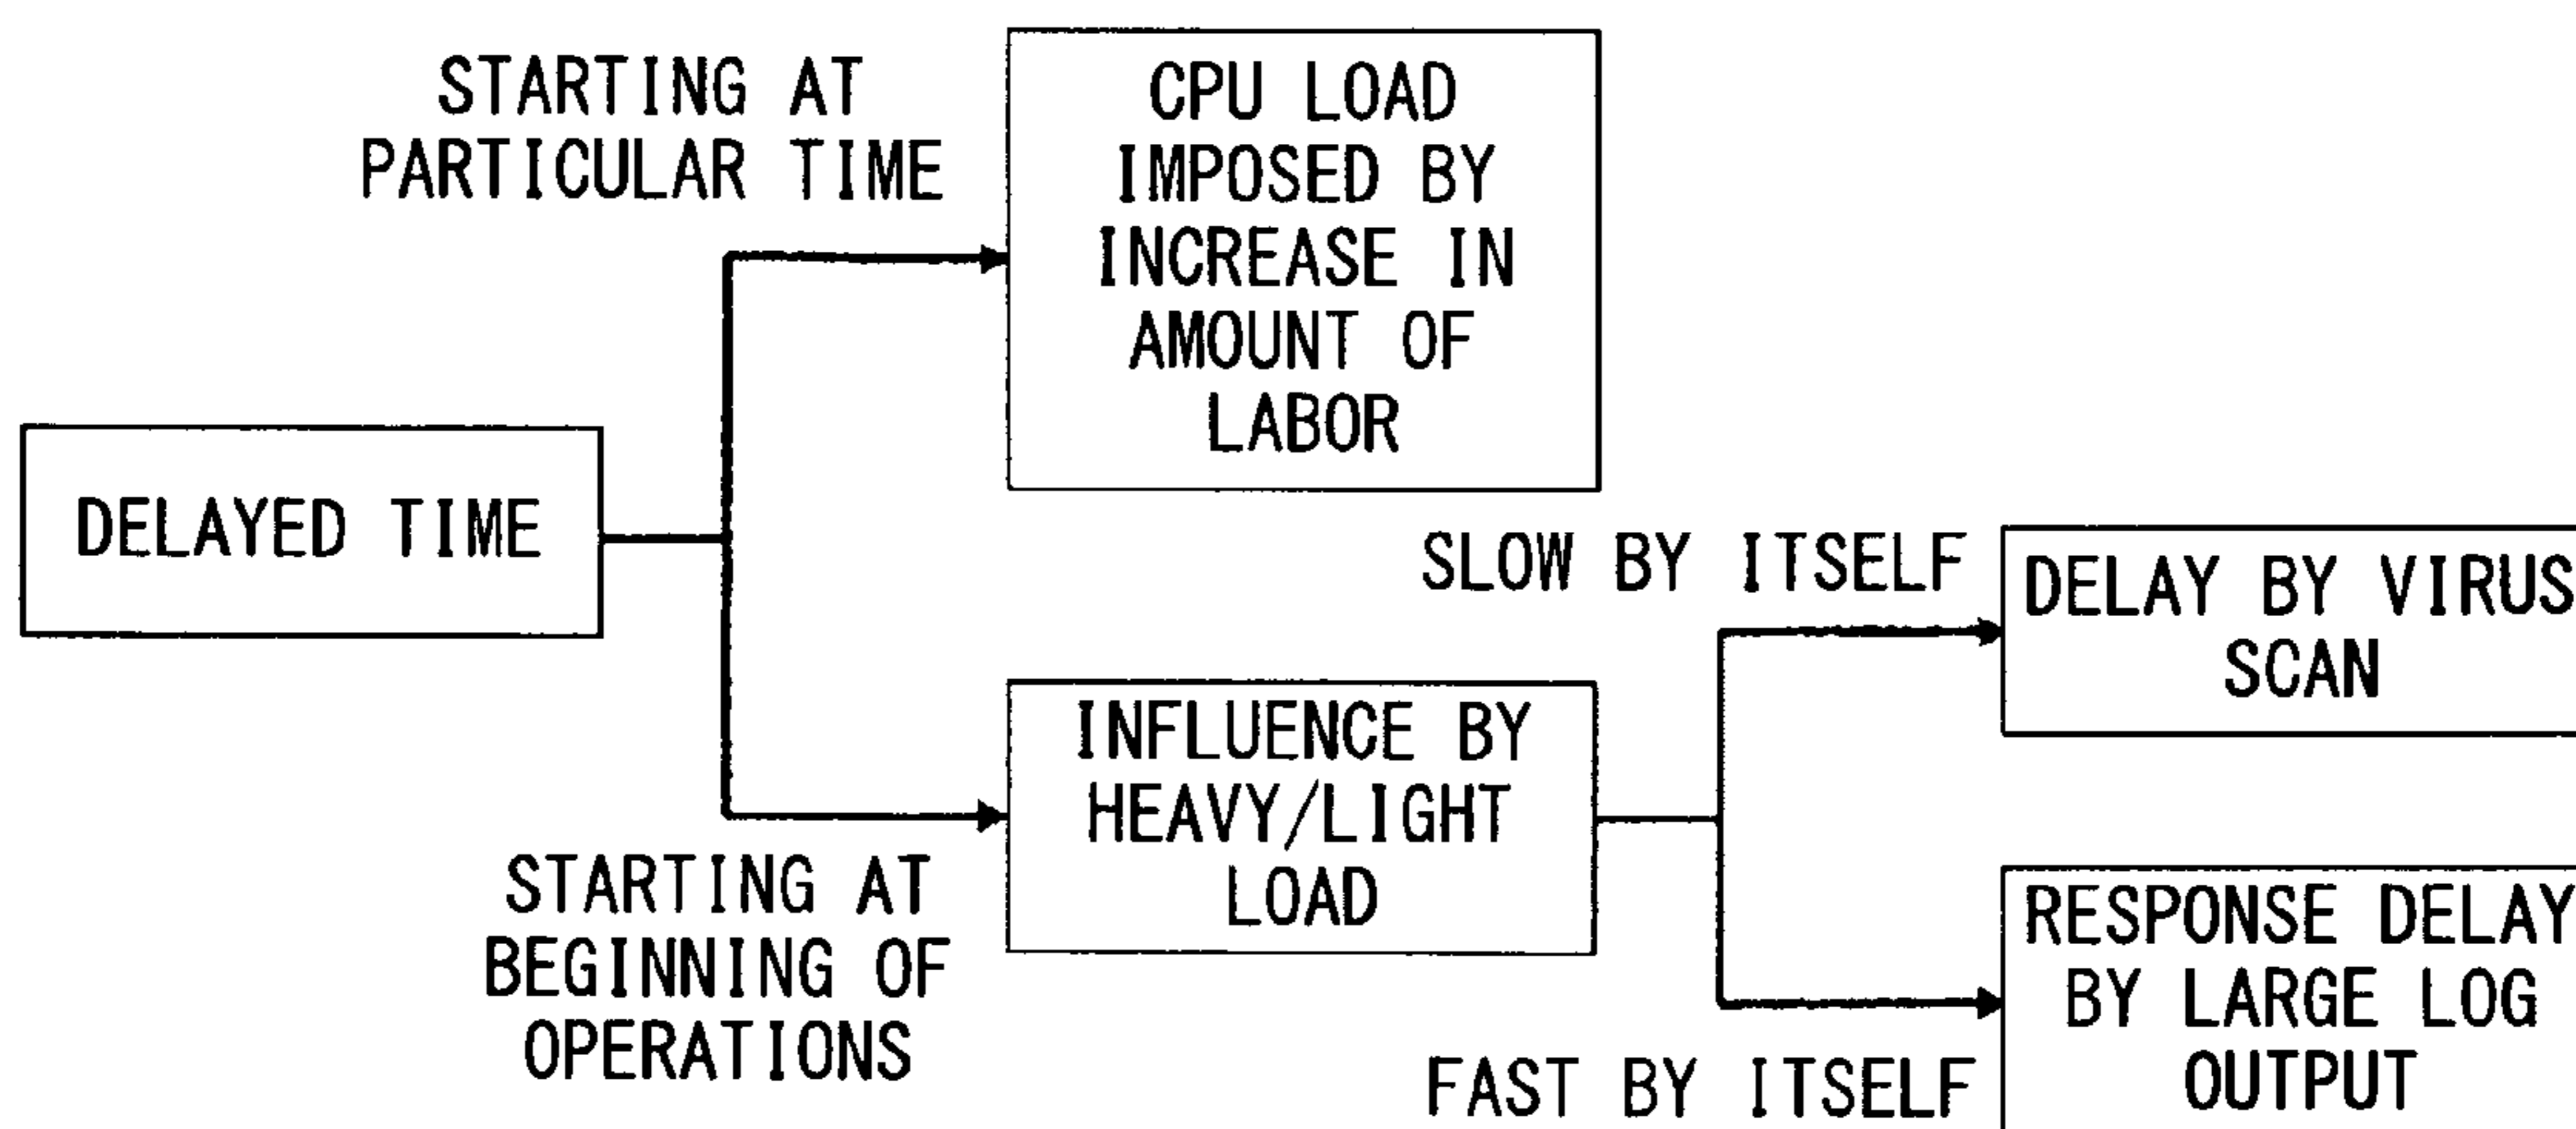 STARTING AT
PARTICULAR TIME
CPU LOAD
IMPOSED BY
INCREASE IN
AMOUNT OF
LABOR
DELAYED TIME
SLOW BY ITSELF
DELAY BY VIRUS
SCAN
INFLUENCE BY
HEAVY/LIGHT
LOAD
STARTING AT
BEGINNING OF
OPERATIONS
FAST BY ITSELF
RESPONSE DELAY
BY LARGE LOG
OUTPUT